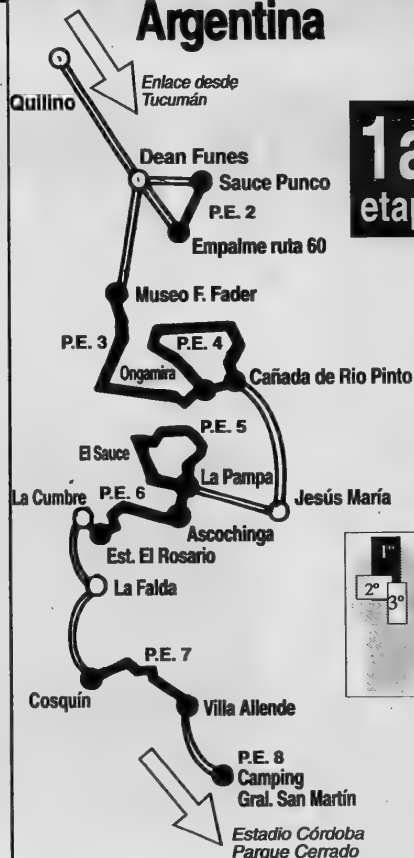 Argentina
Enlace desde
Tucumán
Quilino
Dean Funes
Sauce Punco
P.E. 2
Empalme ruta 60
1a
etap
Museo F. Fader
P.E. 3
P.E. 4
Ongamira
Cañada de Rio Pinto
P.E. 5
El Sauce
La Pampa
La Cumbre
P.E. 6
Jesús María
Ascochinga
Est. El Rosario
1º
2º
3º
La Falda
P.E. 7
Cosquín
Villa Allende
P.E. 8
Camping
Gral. San Martín
Estadio Córdoba
Parque Cerrado